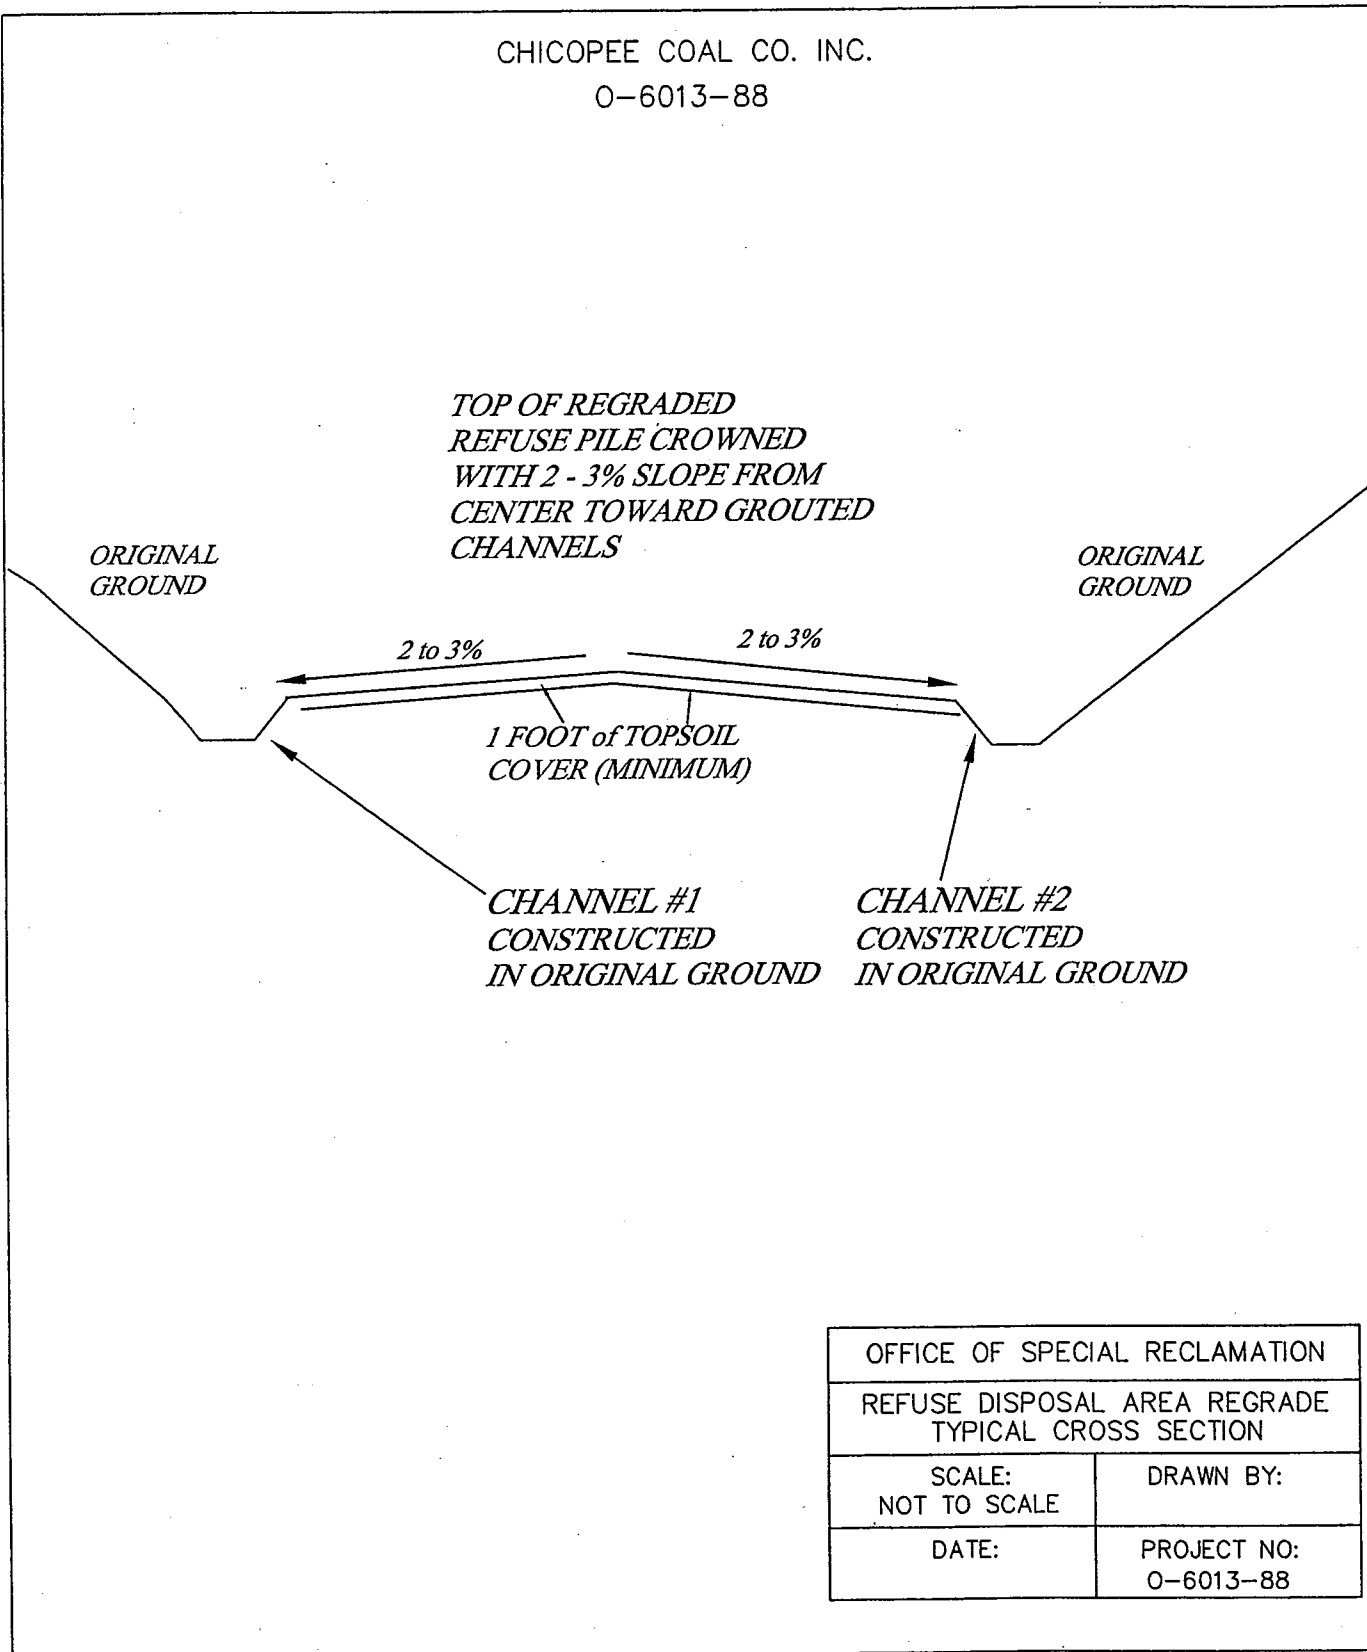 CHICOPEE COAL CO. INC.
O-6013-88
TOP OF REGRADED
REFUSE PILE CROWNED
WITH 2 - 3% SLOPE FROM
CENTER TOWARD GROUTED
CHANNELS
ORIGINAL
GROUND
ORIGINAL
GROUND
2 to 3%
2 to 3%
1 FOOT of TOPSOIL
COVER (MINIMUM)
CHANNEL #1
CONSTRUCTED
IN ORIGINAL GROUND
CHANNEL #2
CONSTRUCTED
IN ORIGINAL GROUND
OFFICE OF SPECIAL RECLAMATION
REFUSE DISPOSAL AREA REGRADE
TYPICAL CROSS SECTION
SCALE:
NOT TO SCALE
DRAWN BY:
DATE:
PROJECT NO:
O-6013-88